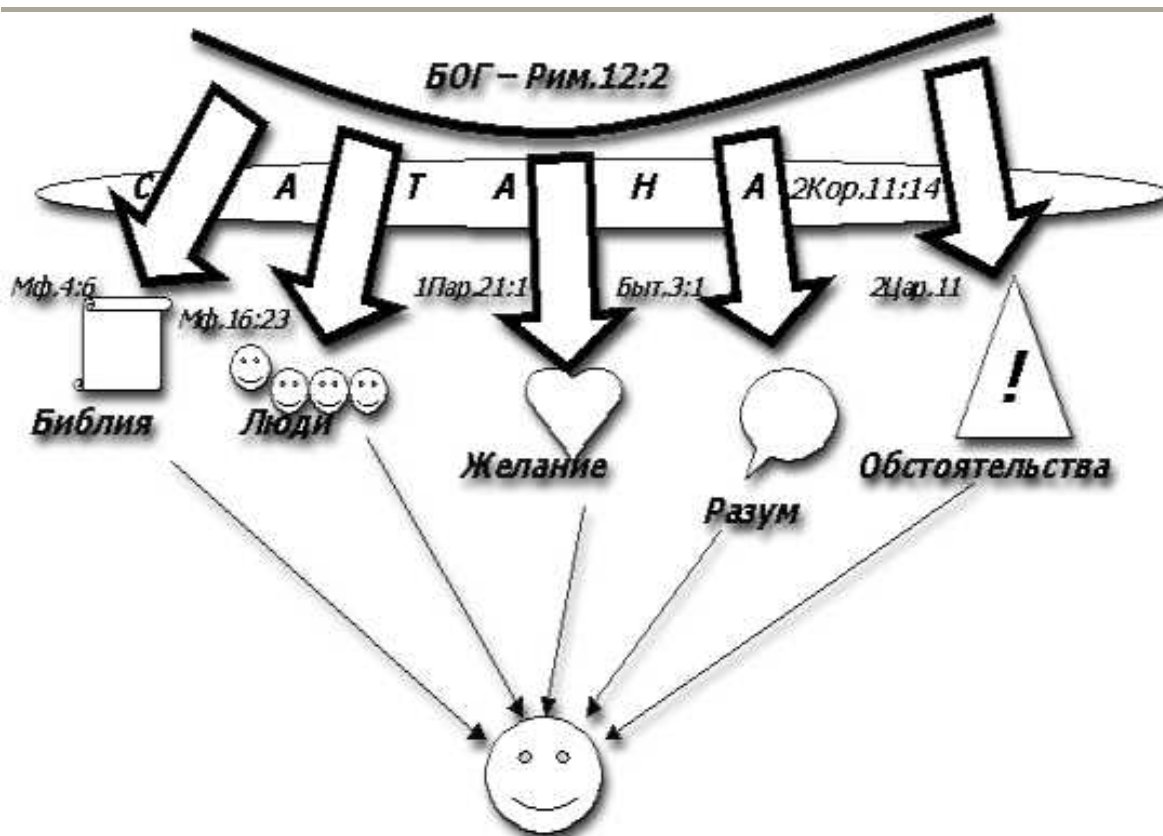 БОГ – Рим.12:2
С А Т А Н А 2Кор.11:14
Мф.4:6
Мф.16:23
1Пар.21:1
Быт.3:1
2Цар.11
!
Библия
Люди
Желание
Разум
Обстоятельства